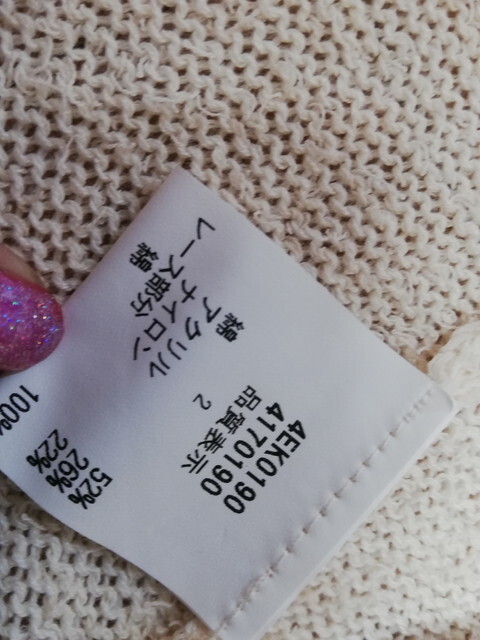 4EK0190
4170190
品質表示
2
綿 52%
アクリル 26%
ナイロン 22%
レース部分
綿 100%